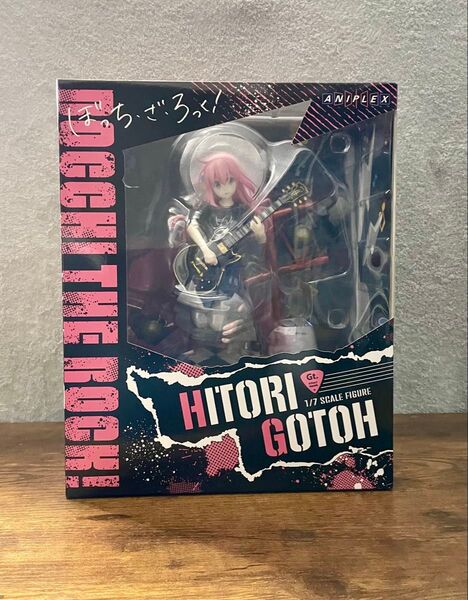 ぼっち・ざ・ろっく!
ANIPLEX
BOCCHI THE ROCK!
Gt.
HITORI
1/7 SCALE FIGURE
GOTOH